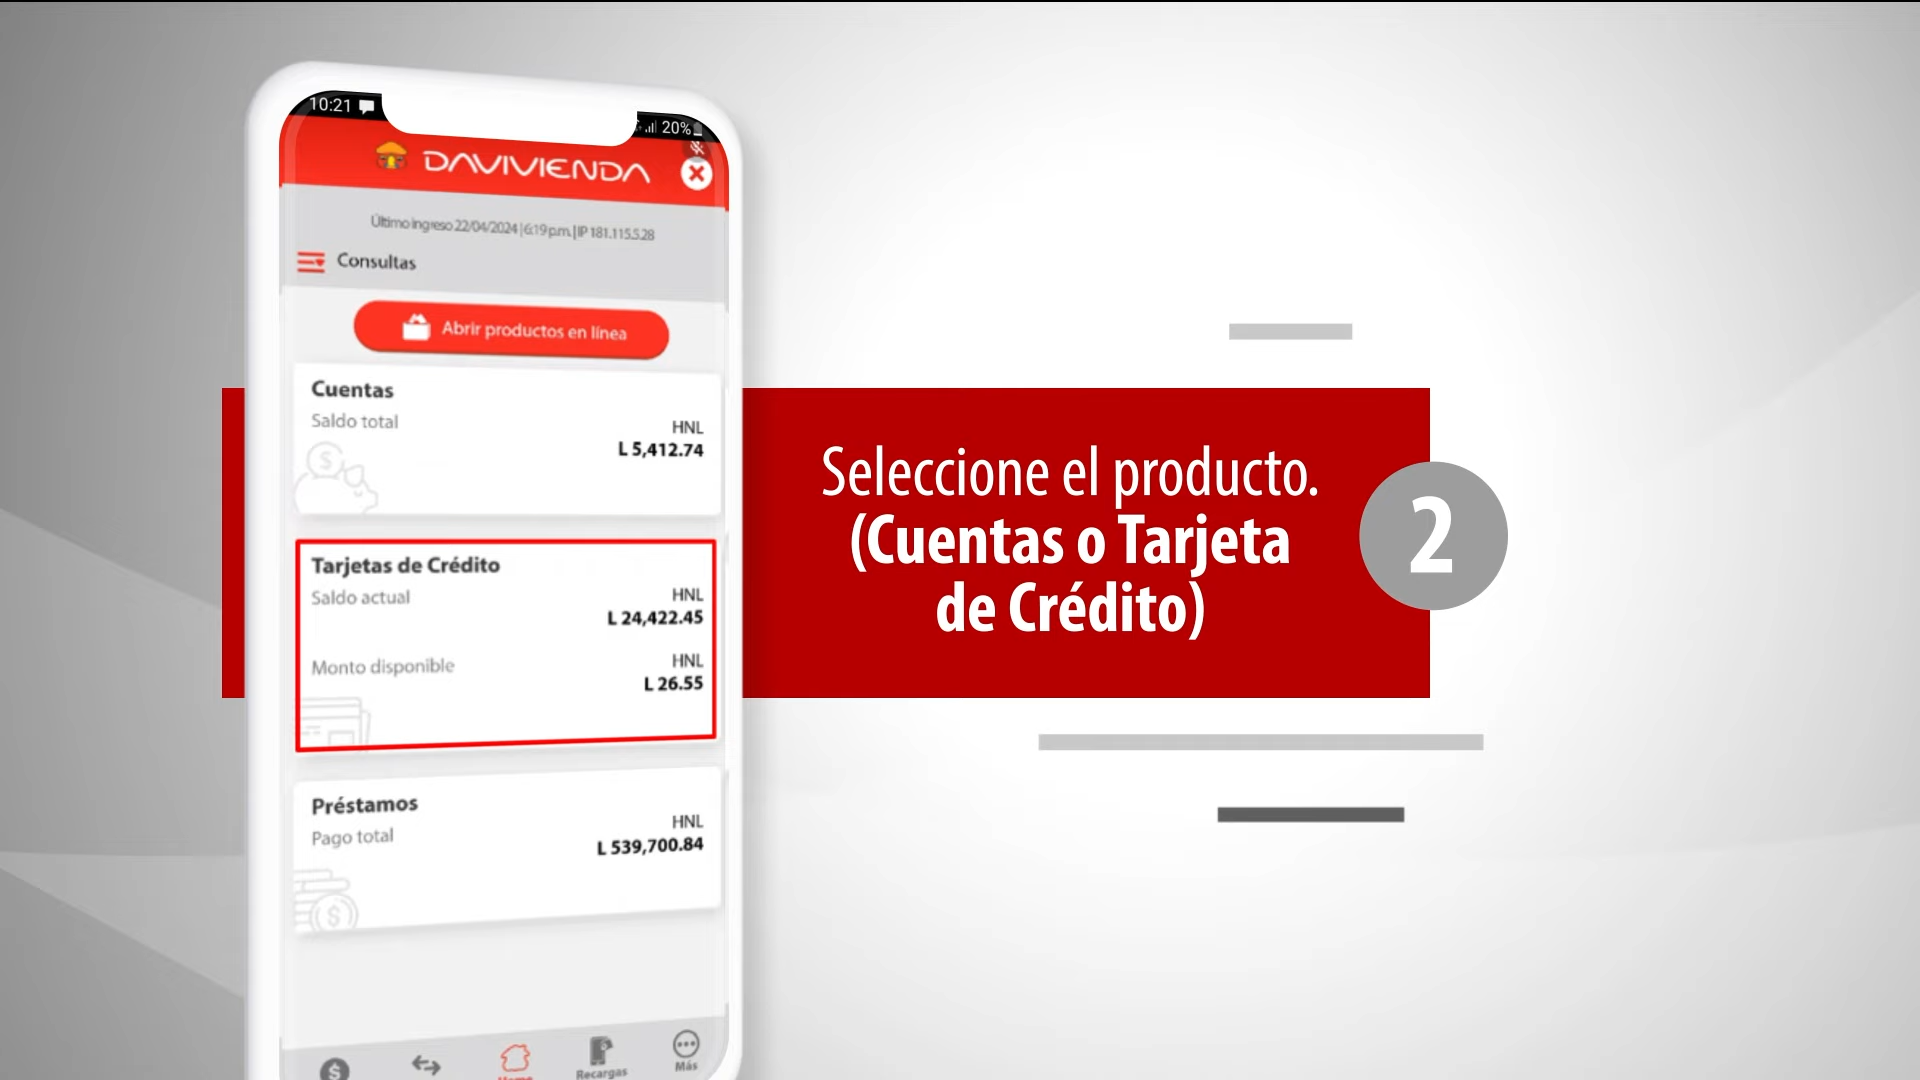 10:21
20%
DAVIVIENDA
Último ingreso 22/04/2024 | 6:19 p.m. | IP 181.115.5.28
Consultas
Abrir productos en línea
Cuentas
Saldo total
HNL
L 5,412.74
Tarjetas de Crédito
Saldo actual
HNL
L 24,422.45
Monto disponible
HNL
L 26.55
Préstamos
Pago total
HNL
L 539,700.84
Home
Recargas
Más
Seleccione el producto.
(Cuentas o Tarjeta
de Crédito)
2